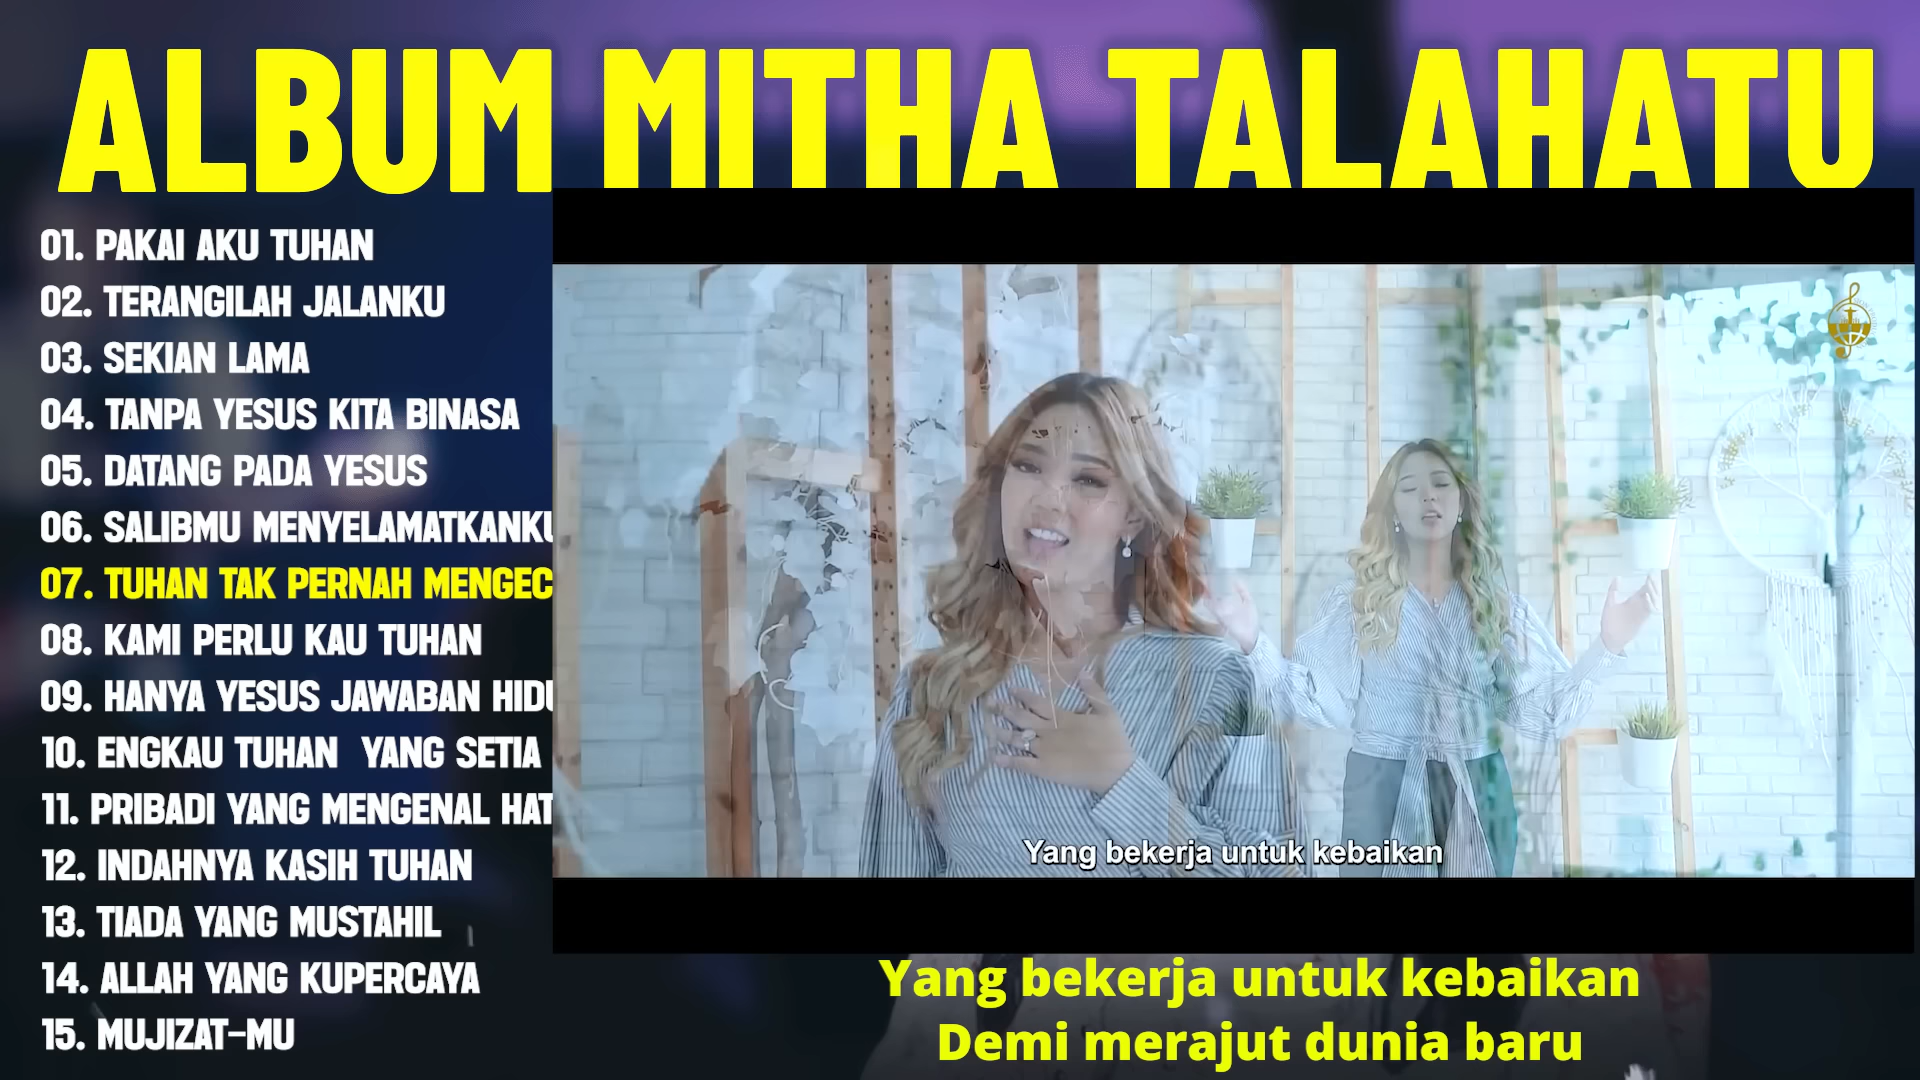 ALBUM MITHA TALAHATU
01. PAKAI AKU TUHAN
02. TERANGILAH JALANKU
03. SEKIAN LAMA
04. TANPA YESUS KITA BINASA
05. DATANG PADA YESUS
06. SALIBMU MENYELAMATKANKU
07. TUHAN TAK PERNAH MENGEC
08. KAMI PERLU KAU TUHAN
09. HANYA YESUS JAWABAN HIDU
10. ENGKAU TUHAN YANG SETIA
11. PRIBADI YANG MENGENAL HAT
12. INDAHNYA KASIH TUHAN
13. TIADA YANG MUSTAHIL
14. ALLAH YANG KUPERCAYA
15. MUJIZAT-MU
Yang bekerja untuk kebaikan
Yang bekerja untuk kebaikan
Demi merajut dunia baru